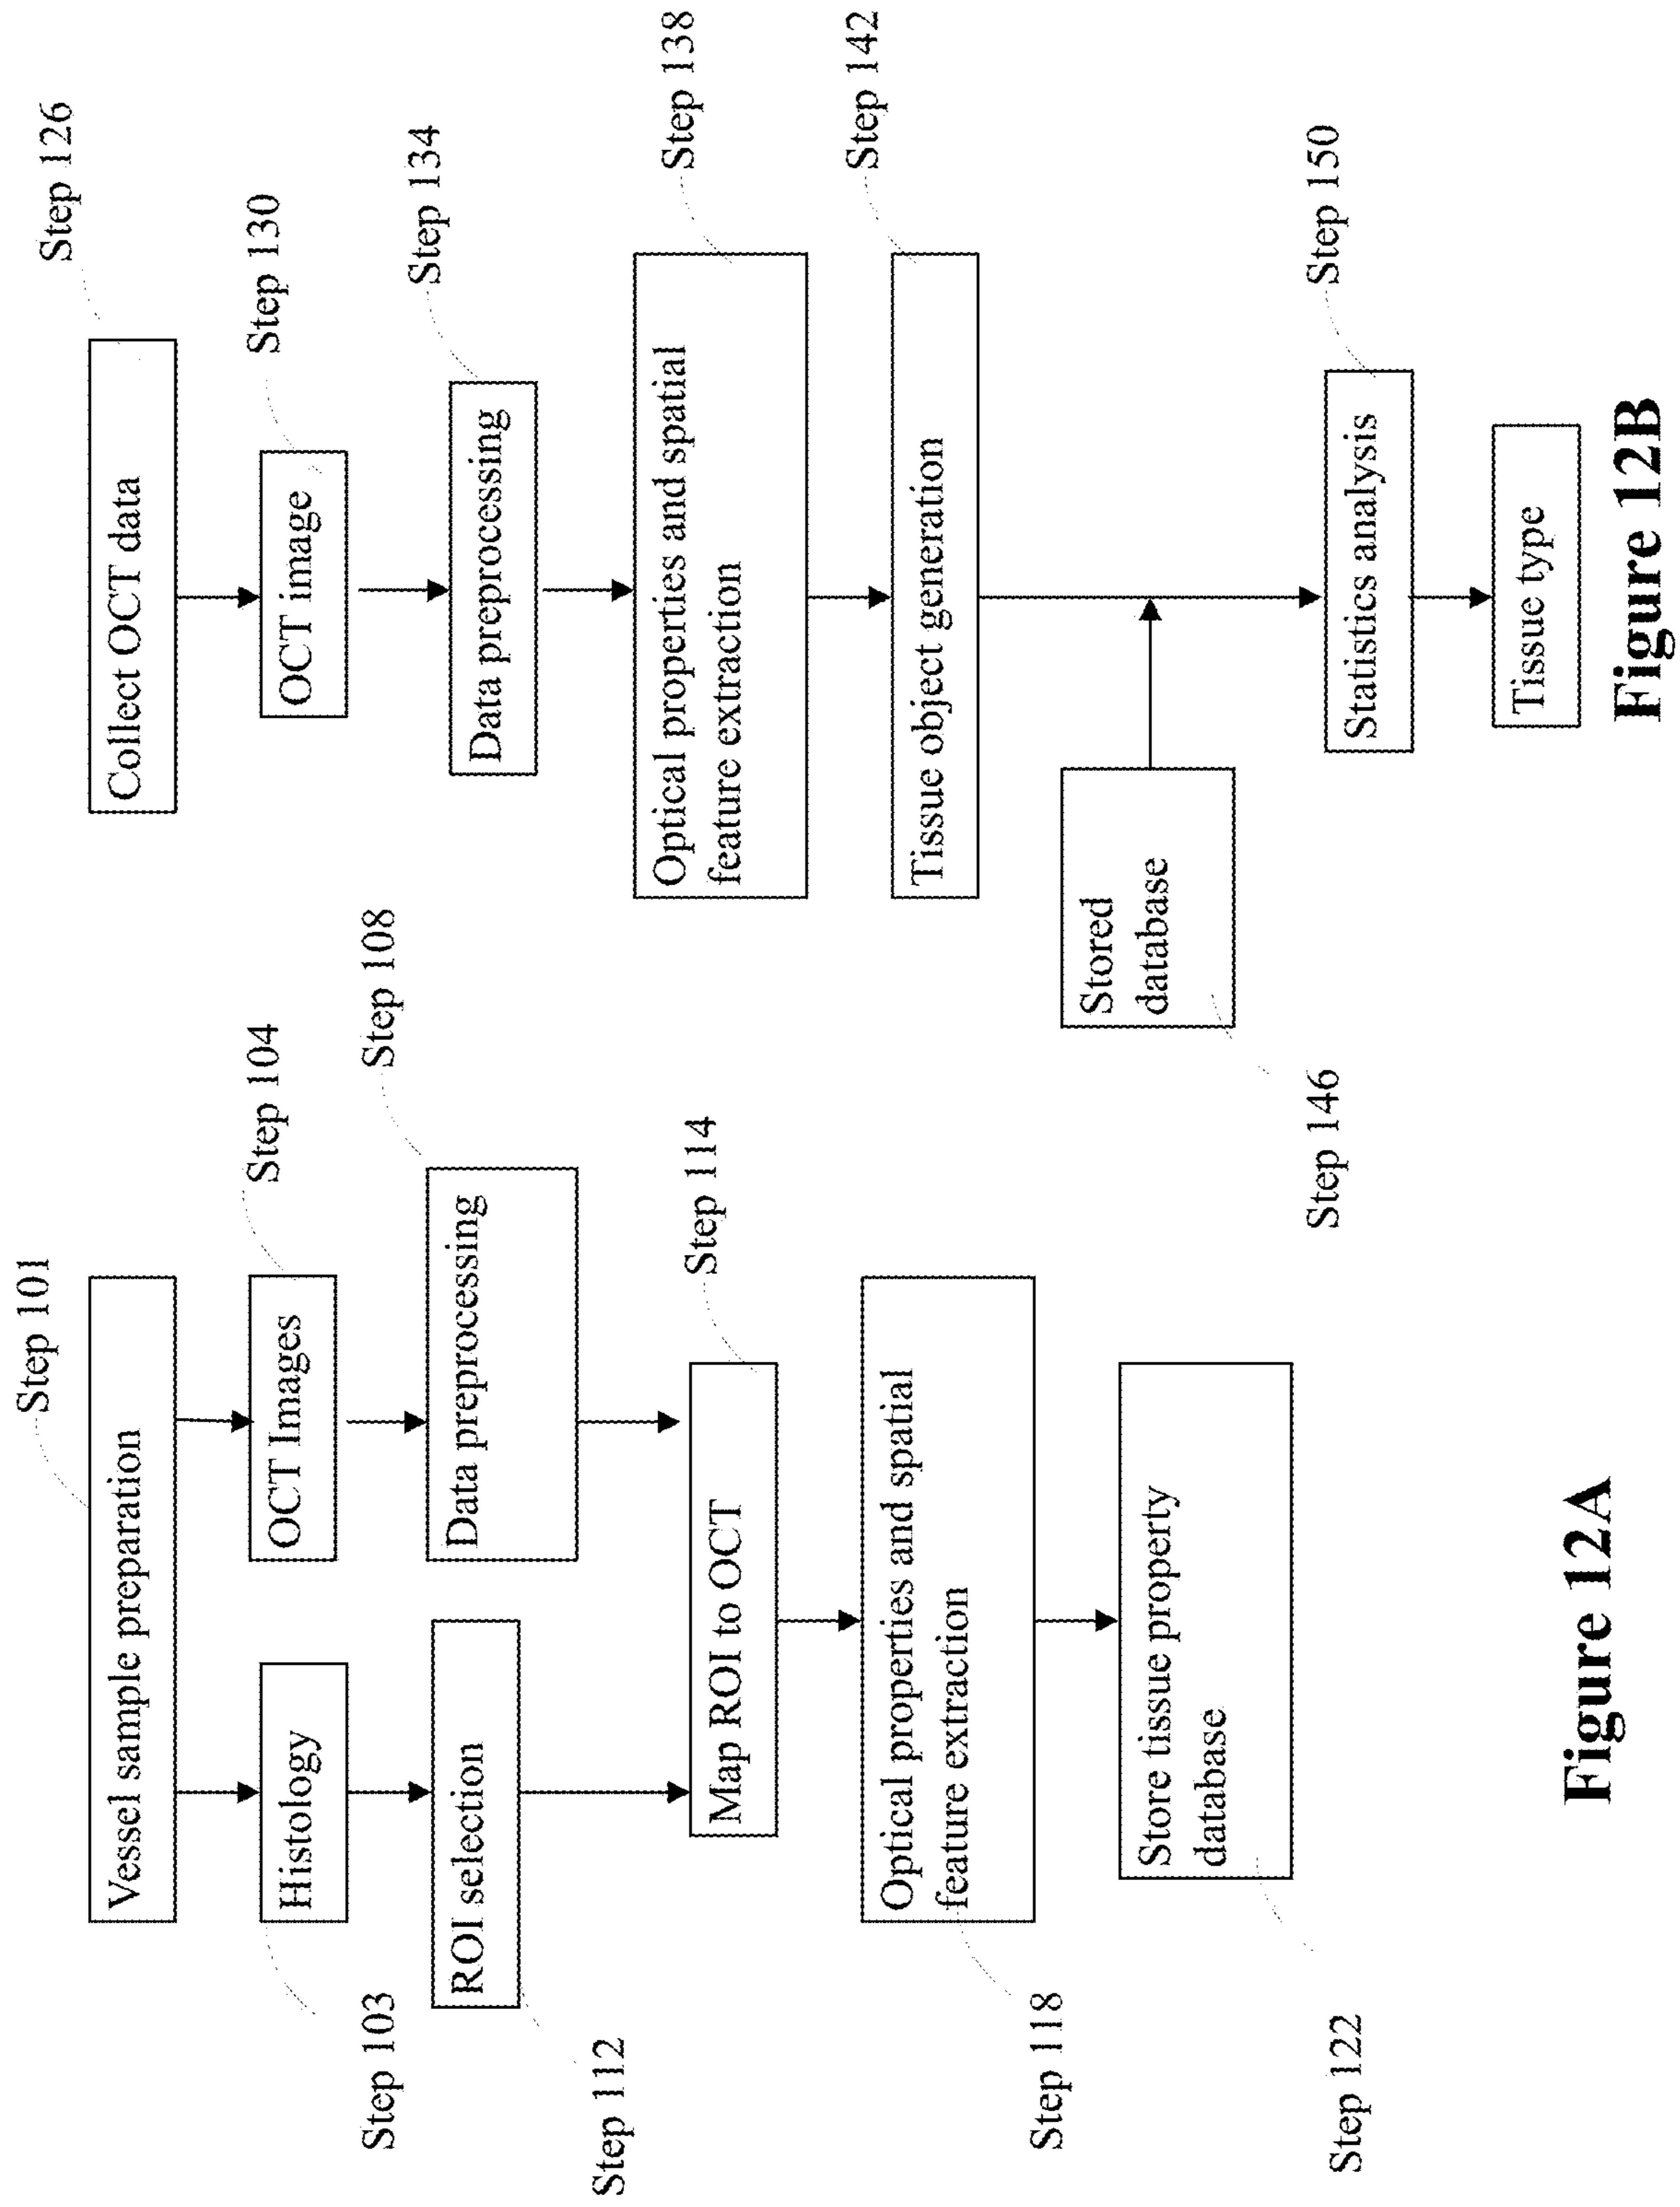 Step 101
Vessel sample preparation
Step 103
Histology
Step 104
OCT Images
Step 112
ROI selection
Step 108
Data preprocessing
Step 114
Map ROI to OCT
Step 118
Optical properties and spatial
feature extraction
Step 122
Store tissue property
database
Figure 12A
Step 126
Collect OCT data
Step 130
OCT image
Step 134
Data preprocessing
Step 138
Optical properties and spatial
feature extraction
Step 142
Tissue object generation
Step 146
Stored
database
Step 150
Statistics analysis
Tissue type
Figure 12B